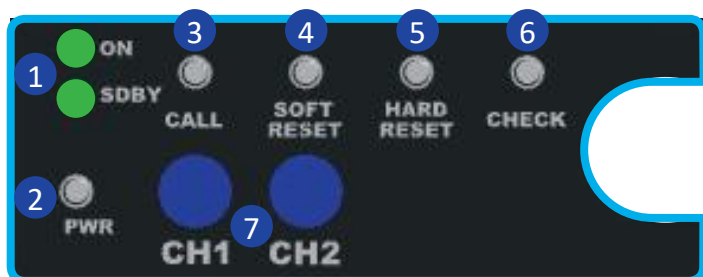 3
4
5
6
1
ON
SDBY
CALL
SOFT
RESET
HARD
RESET
CHECK
2
PWR
7
CH1
CH2